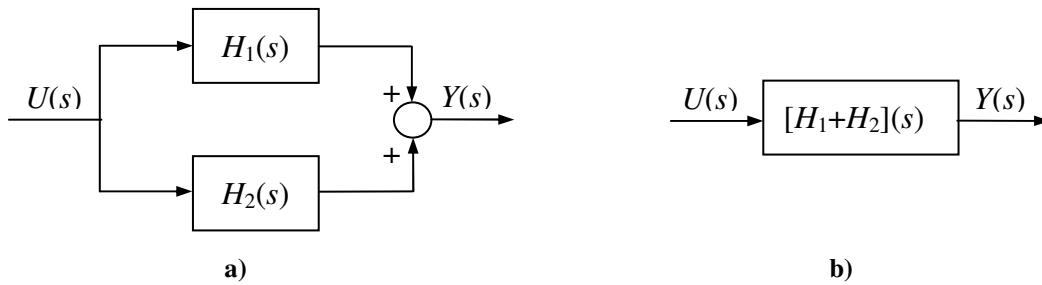 H₁(s)
U(s)
+
Y(s)
+
H₂(s)
a)
U(s)
[H₁+H₂](s)
Y(s)
b)